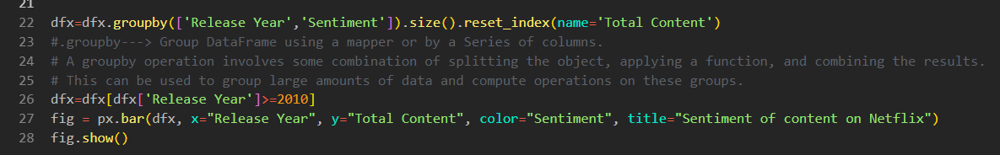 21
22 dfx=dfx.groupby(['Release Year','Sentiment']).size().reset_index(name='Total Content')
23 #.groupby---> Group DataFrame using a mapper or by a Series of columns.
24 # A groupby operation involves some combination of splitting the object, applying a function, and combining the results.
25 # This can be used to group large amounts of data and compute operations on these groups.
26 dfx=dfx[dfx['Release Year']>=2010]
27 fig = px.bar(dfx, x="Release Year", y="Total Content", color="Sentiment", title="Sentiment of content on Netflix")
28 fig.show()